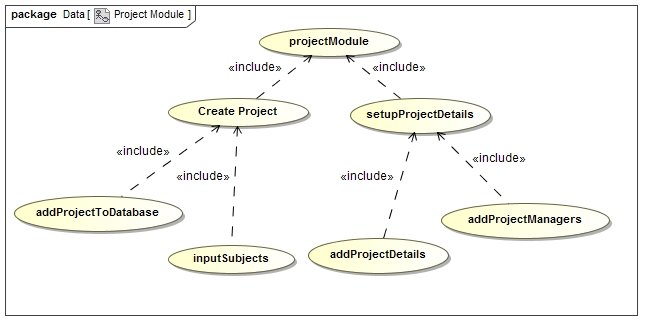 package Data [ Project Module ]
projectModule
«include»
«include»
Create Project
setupProjectDetails
«include»
«include»
«include»
«include»
addProjectToDatabase
addProjectManagers
inputSubjects
addProjectDetails